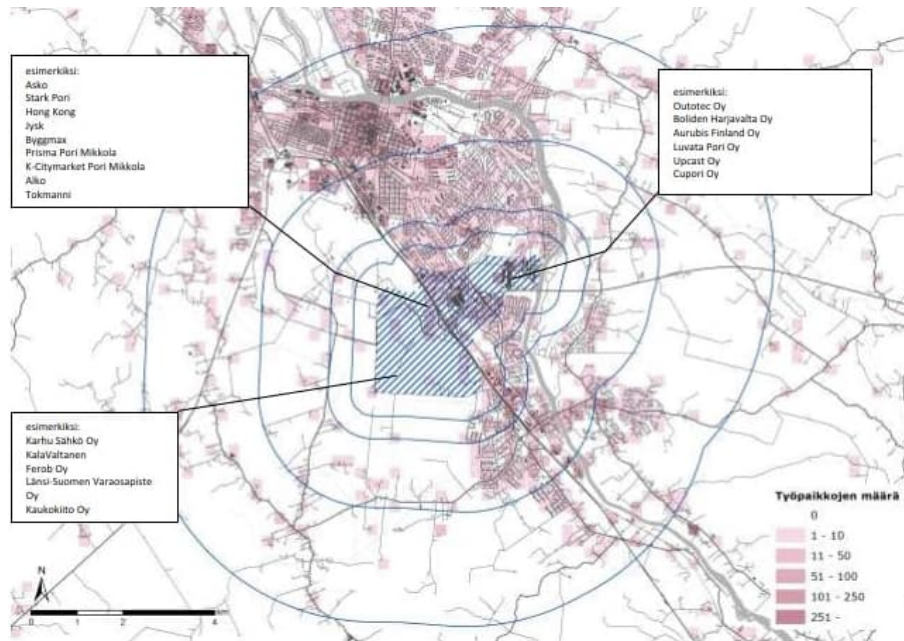 esimerkiksi:
Asko
Stark Pori
Hong Kong
Jysk
Byggmax
Prisma Pori Mikkola
K-Citymarket Pori Mikkola
Alko
Tokmanni
esimerkiksi:
Outotec Oy
Boliden Harjavalta Oy
Aurubis Finland Oy
Luvata Pori Oy
Upcast Oy
Cupori Oy
esimerkiksi:
Karhu Sähkö Oy
KalaValtanen
Ferob Oy
Länsi-Suomen Varaosapiste
Oy
Kaukokiito Oy
Työpaikkojen määrä
0
1 - 10
11 - 50
51 - 100
101 - 250
251 -
N
0 1 2 4